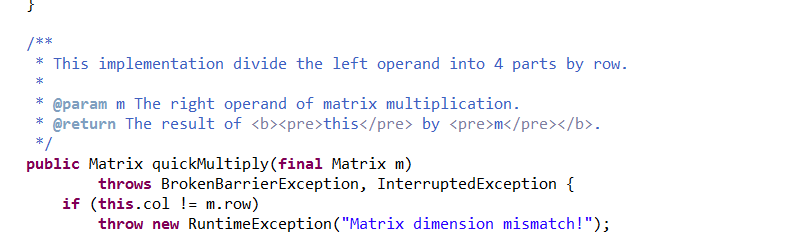 }
/**
* This implementation divide the left operand into 4 parts by row.
*
* @param m The right operand of matrix multiplication.
* @return The result of <b><pre>this</pre> by <pre>m</pre></b>.
*/
public Matrix quickMultiply(final Matrix m)
throws BrokenBarrierException, InterruptedException {
if (this.col != m.row)
throw new RuntimeException("Matrix dimension mismatch!");